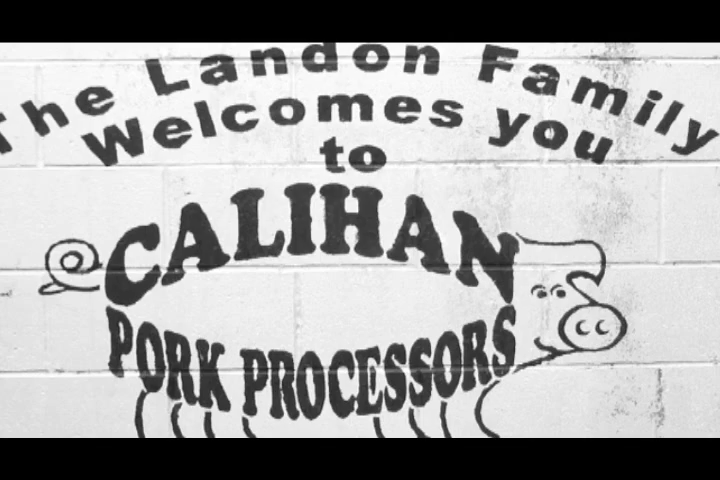 The Landon Family
Welcomes you
to
CALIHAN
PORK PROCESSORS